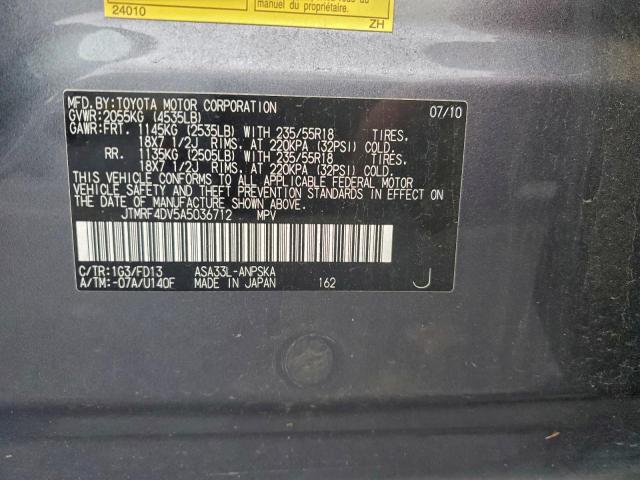 manuel du propriétaire.
24010 ZH
MFD. BY: TOYOTA MOTOR CORPORATION 07/10
GVWR: 2055KG (4535LB)
GAWR: FRT. 1145KG (2535LB) WITH 235/55R18 TIRES.
18X7 1/2J RIMS. AT 220KPA (32PSI) COLD.
RR. 1135KG (2505LB) WITH 235/55R18 TIRES.
18X7 1/2J RIMS. AT 220KPA (32PSI) COLD.
THIS VEHICLE CONFORMS TO ALL APPLICABLE FEDERAL MOTOR
VEHICLE SAFETY AND THEFT PREVENTION STANDARDS IN EFFECT ON
THE DATE OF MANUFACTURE SHOWN ABOVE.
JTMRF4DV5A5036712 MPV
C/TR: 1G3/FD13 ASA33L-ANPSKA
A/TM: -07A/U140F MADE IN JAPAN 162 J